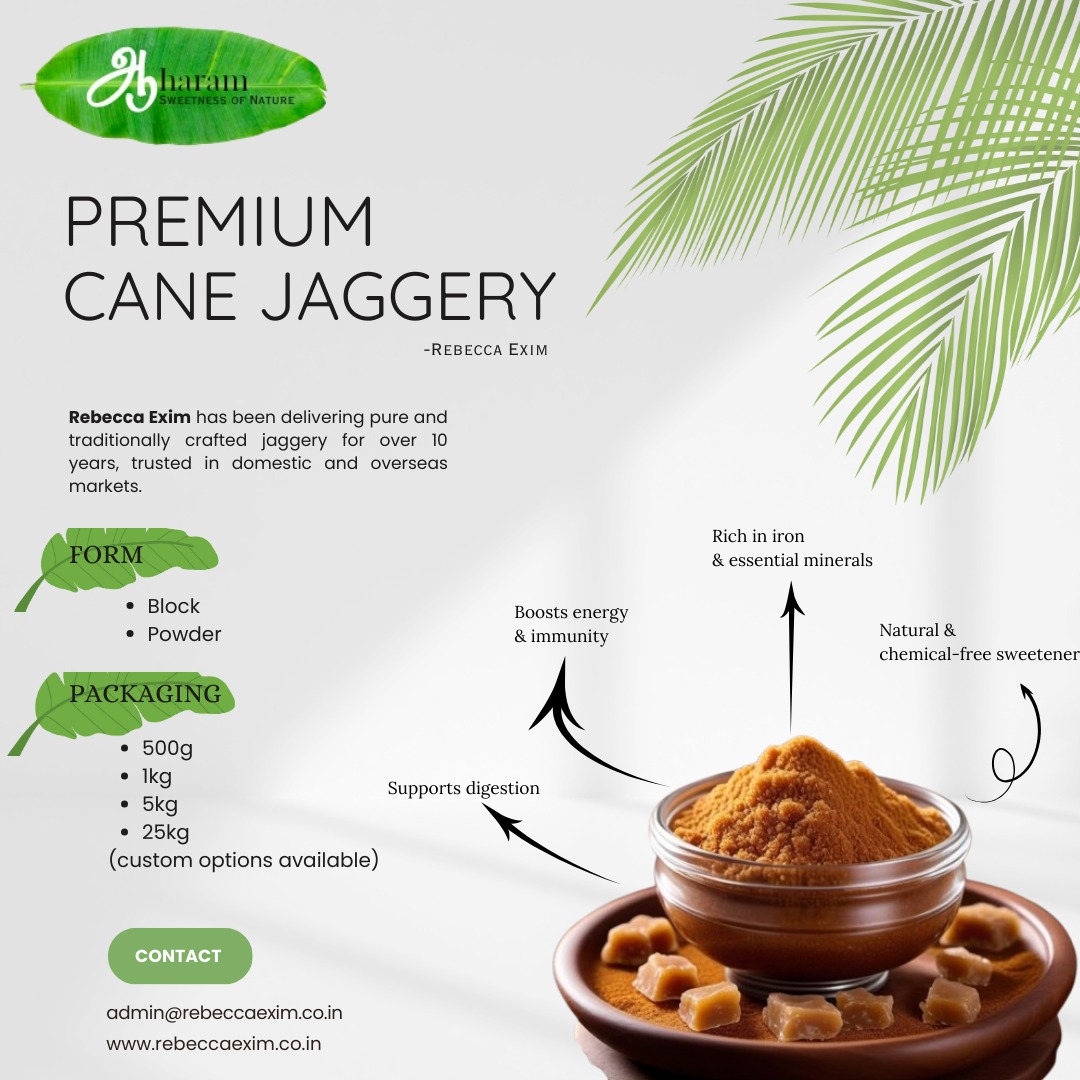 ஆharam
SWEETNESS OF NATURE
PREMIUM
CANE JAGGERY
-REBECCA EXIM
Rebecca Exim has been delivering pure and
traditionally crafted jaggery for over 10
years, trusted in domestic and overseas
markets.
FORM
• Block
• Powder
PACKAGING
• 500g
• 1kg
• 5kg
• 25kg
(custom options available)
Rich in iron
& essential minerals
Boosts energy
& immunity
Natural &
chemical-free sweetener
Supports digestion
CONTACT
admin@rebeccaexim.co.in
www.rebeccaexim.co.in